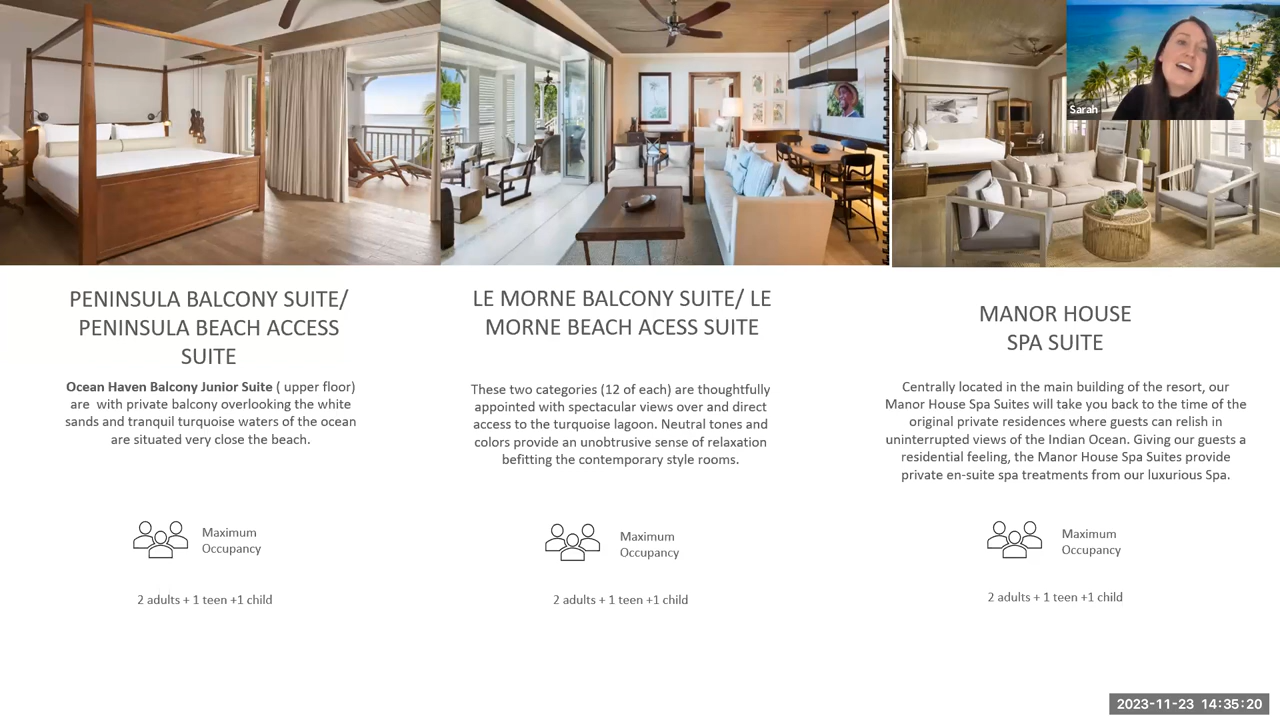 Sarah
PENINSULA BALCONY SUITE/
PENINSULA BEACH ACCESS
SUITE
Ocean Haven Balcony Junior Suite ( upper floor)
are with private balcony overlooking the white
sands and tranquil turquoise waters of the ocean
are situated very close the beach.
Maximum
Occupancy
2 adults + 1 teen +1 child
LE MORNE BALCONY SUITE/ LE
MORNE BEACH ACESS SUITE
These two categories (12 of each) are thoughtfully
appointed with spectacular views over and direct
access to the turquoise lagoon. Neutral tones and
colors provide an unobtrusive sense of relaxation
befitting the contemporary style rooms.
Maximum
Occupancy
2 adults + 1 teen +1 child
MANOR HOUSE
SPA SUITE
Centrally located in the main building of the resort, our
Manor House Spa Suites will take you back to the time of the
original private residences where guests can relish in
uninterrupted views of the Indian Ocean. Giving our guests a
residential feeling, the Manor House Spa Suites provide
private en-suite spa treatments from our luxurious Spa.
Maximum
Occupancy
2 adults + 1 teen +1 child
2023-11-23 14:35:20